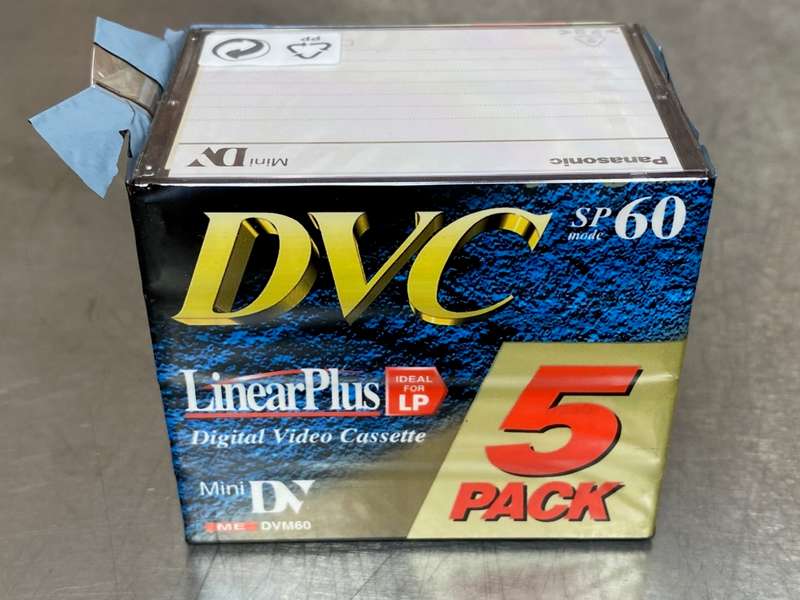 PP
Panasonic
Mini DV
DVC
SP mode 60
LinearPlus
IDEAL FOR LP
Digital Video Cassette
5 PACK
Mini DV
ME DVM60